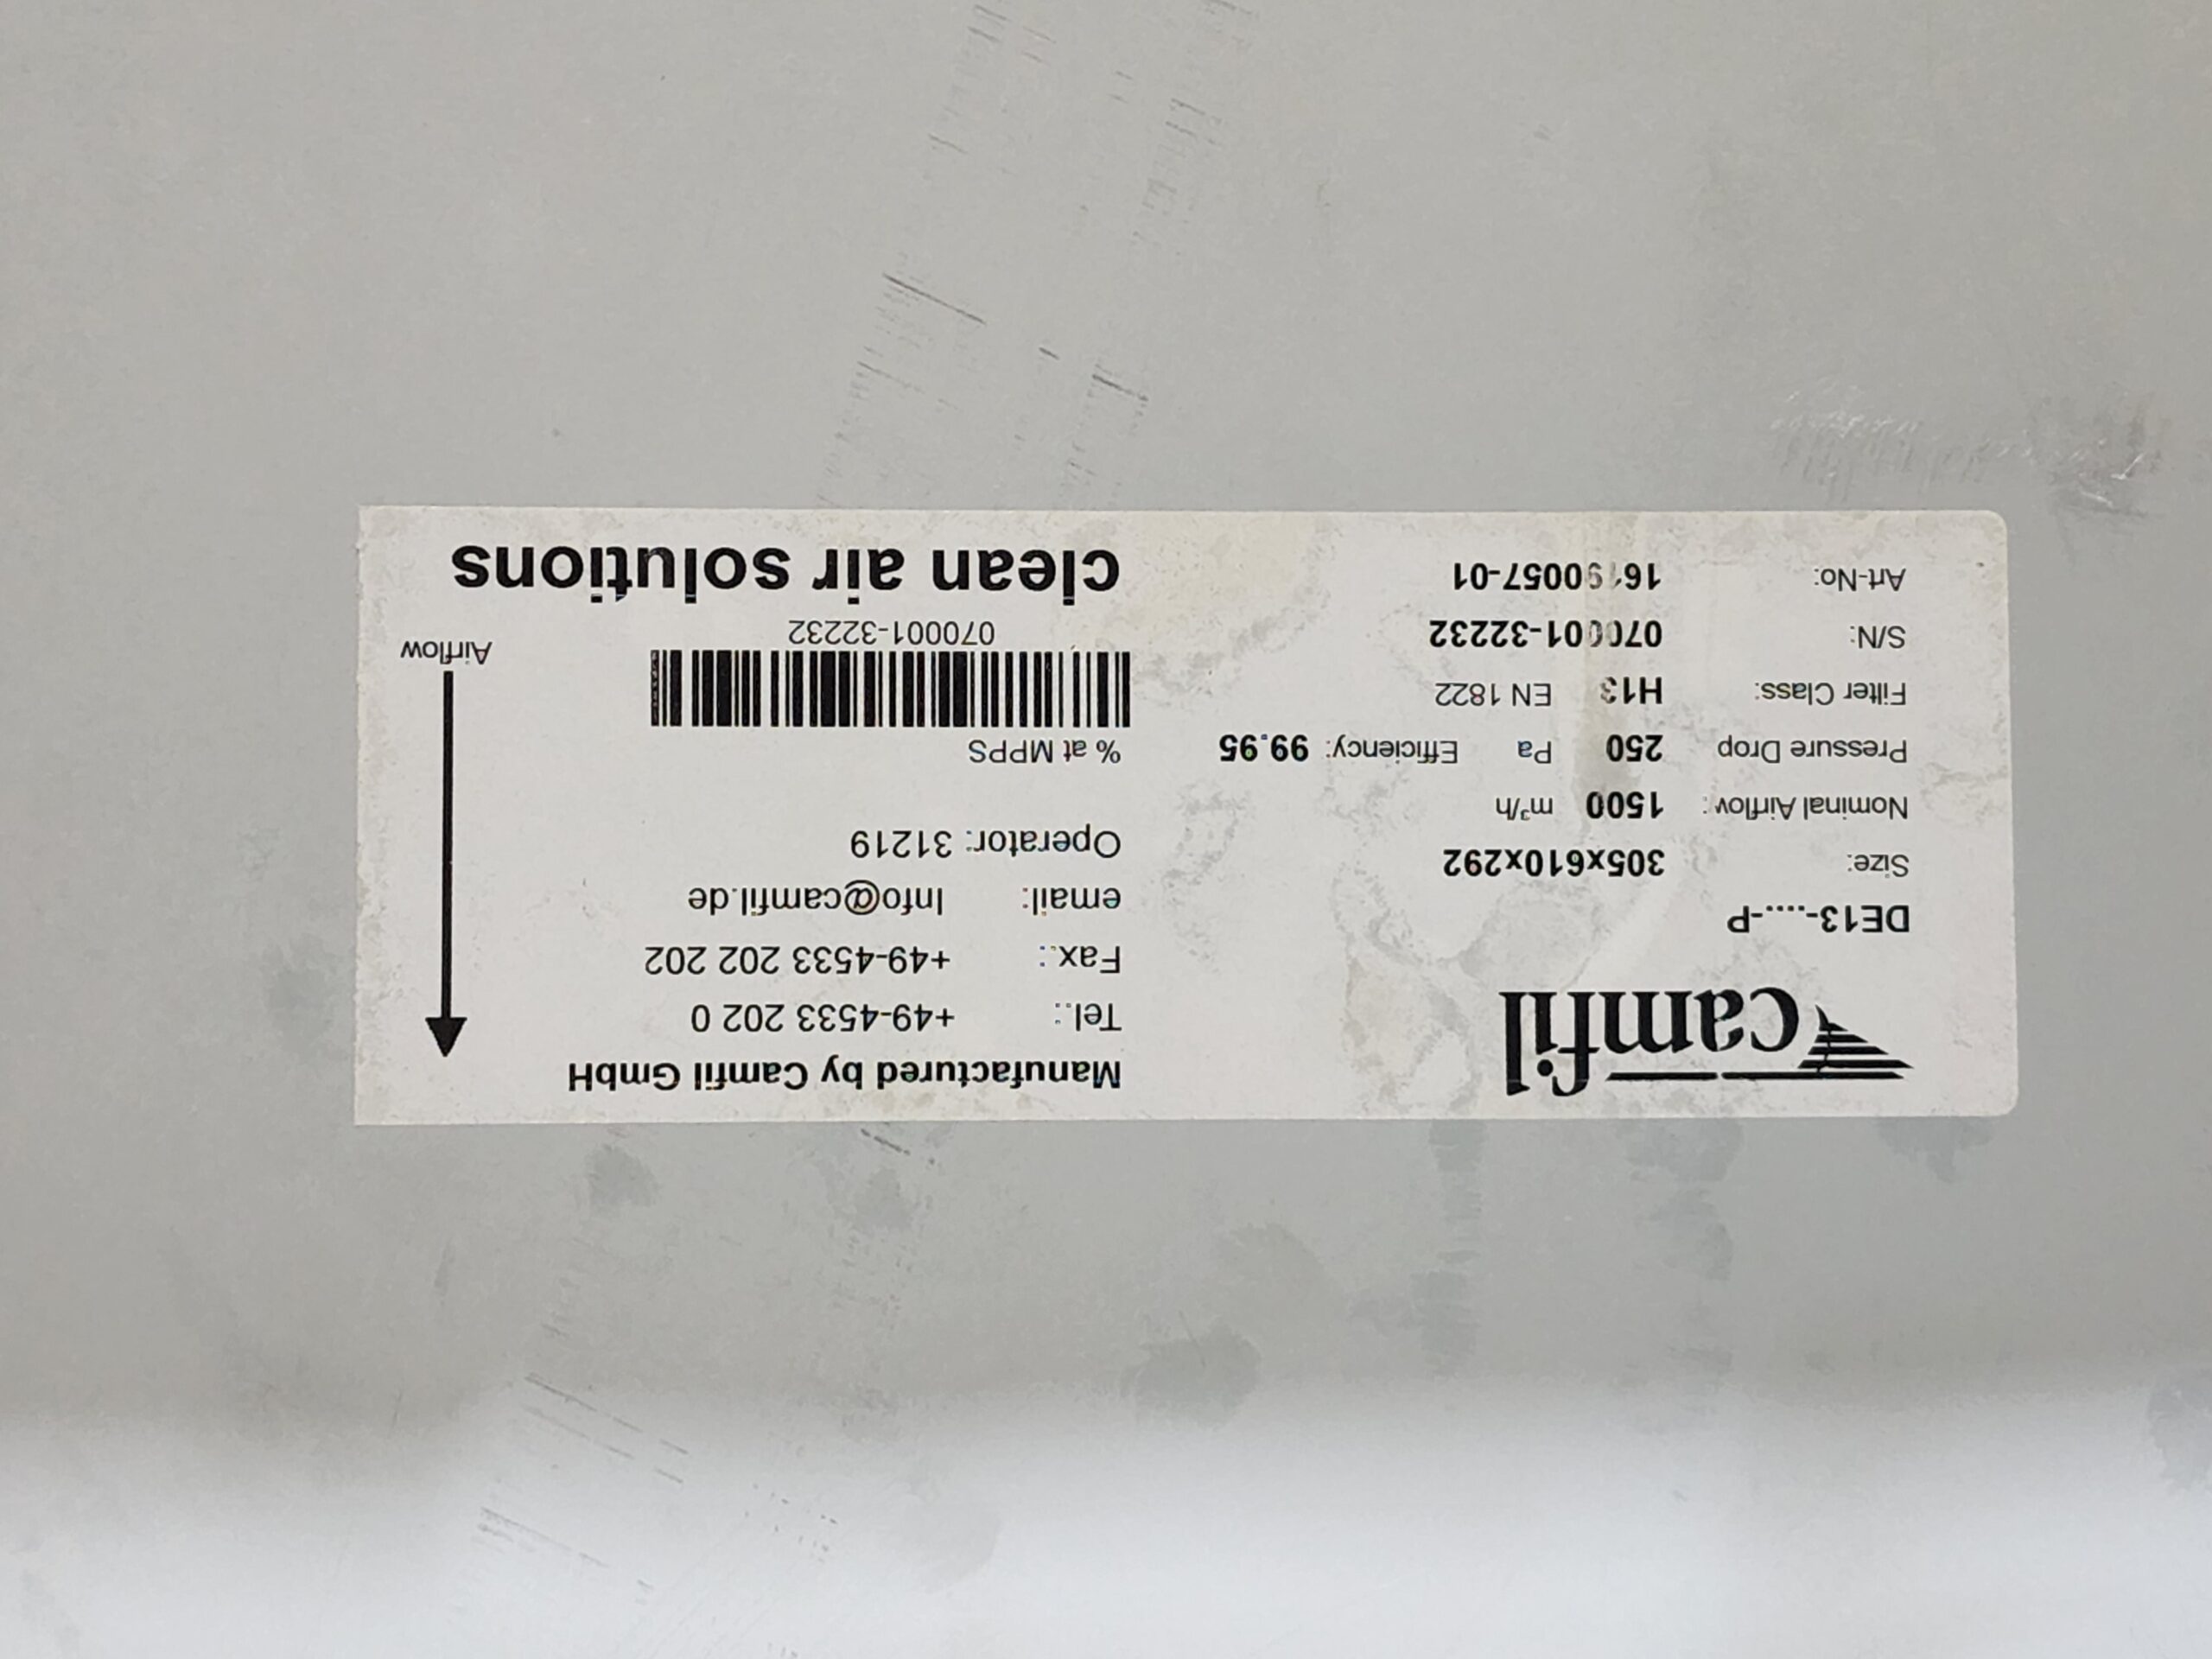 camfil
DE13-....-P
Size: 305x610x292
Nominal Airflow: 1500 m³/h
Pressure Drop 250 Pa Efficiency: 99.95
Filter Class: H13 EN 1822
S/N: 070001-32232
Art-No:
Manufactured by Camfil GmbH
Tel.: +49-4533 202 0
Fax.: +49-4533 202 202
email: Info@camfil.de
Operator: 31219
% at MPPS
070001-32232
clean air solutions
Airflow